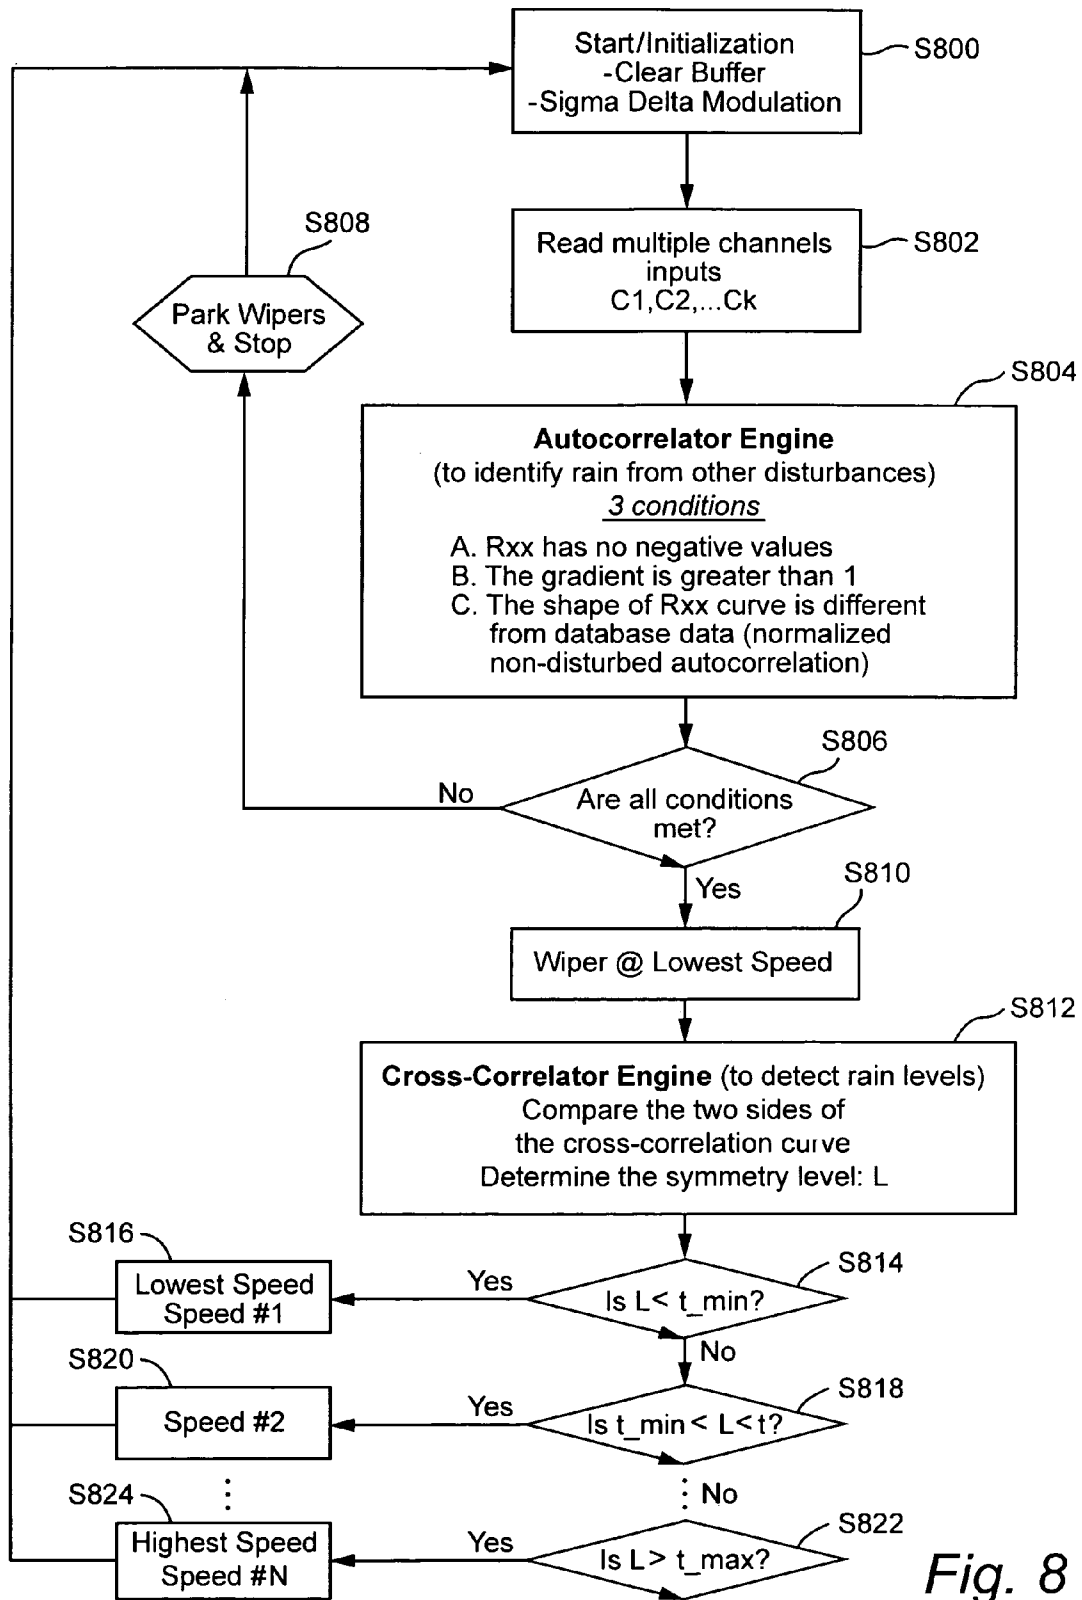 Start/Initialization
-Clear Buffer
-Sigma Delta Modulation
S800
Read multiple channels
inputs
C1,C2,...Ck
S802
S808
Park Wipers
& Stop
S804
Autocorrelator Engine
(to identify rain from other disturbances)
3 conditions
A. Rxx has no negative values
B. The gradient is greater than 1
C. The shape of Rxx curve is different
from database data (normalized
non-disturbed autocorrelation)
S806
No
Are all conditions
met?
Yes
S810
Wiper @ Lowest Speed
S812
Cross-Correlator Engine (to detect rain levels)
Compare the two sides of
the cross-correlation curve
Determine the symmetry level: L
S816
Lowest Speed
Speed #1
Yes
Is L< t_min?
S814
No
S820
Speed #2
Yes
Is t_min < L<t?
S818
No
S824
Highest Speed
Speed #N
Yes
Is L> t_max?
S822
Fig. 8